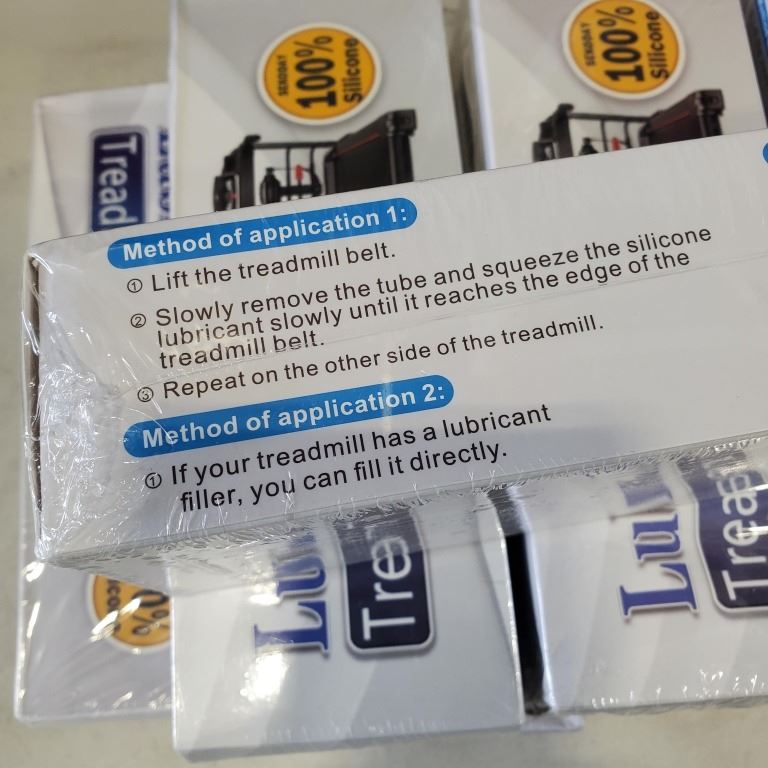 SERODAY
100%
Silicone
SERODAY
100%
Silicone
Tread
Method of application 1:
① Lift the treadmill belt.
② Slowly remove the tube and squeeze the silicone
lubricant slowly until it reaches the edge of the
treadmill belt.
③ Repeat on the other side of the treadmill.
Method of application 2:
① If your treadmill has a lubricant
filler, you can fill it directly.
Lu
Tre
Lu
Trea